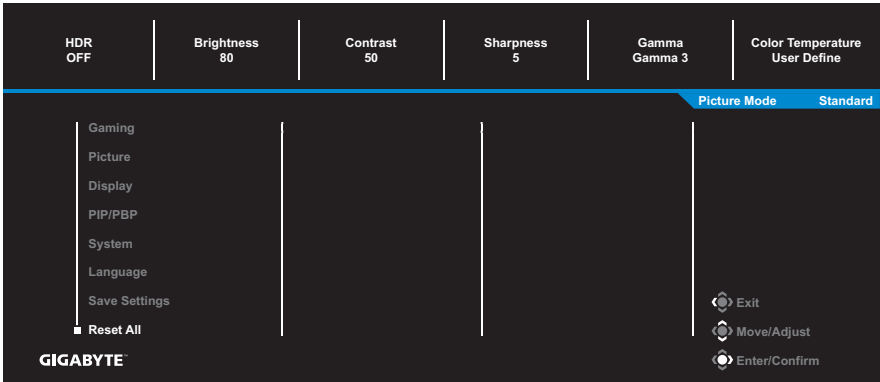 HDR Brightness Contrast Sharpness Gamma Color Temperature
OFF 80 50 5 Gamma 3 User Define
Picture Mode Standard
Gaming
Picture
Display
PIP/PBP
System
Language
Save Settings
Exit
Reset All
Move/Adjust
GIGABYTE™
Enter/Confirm